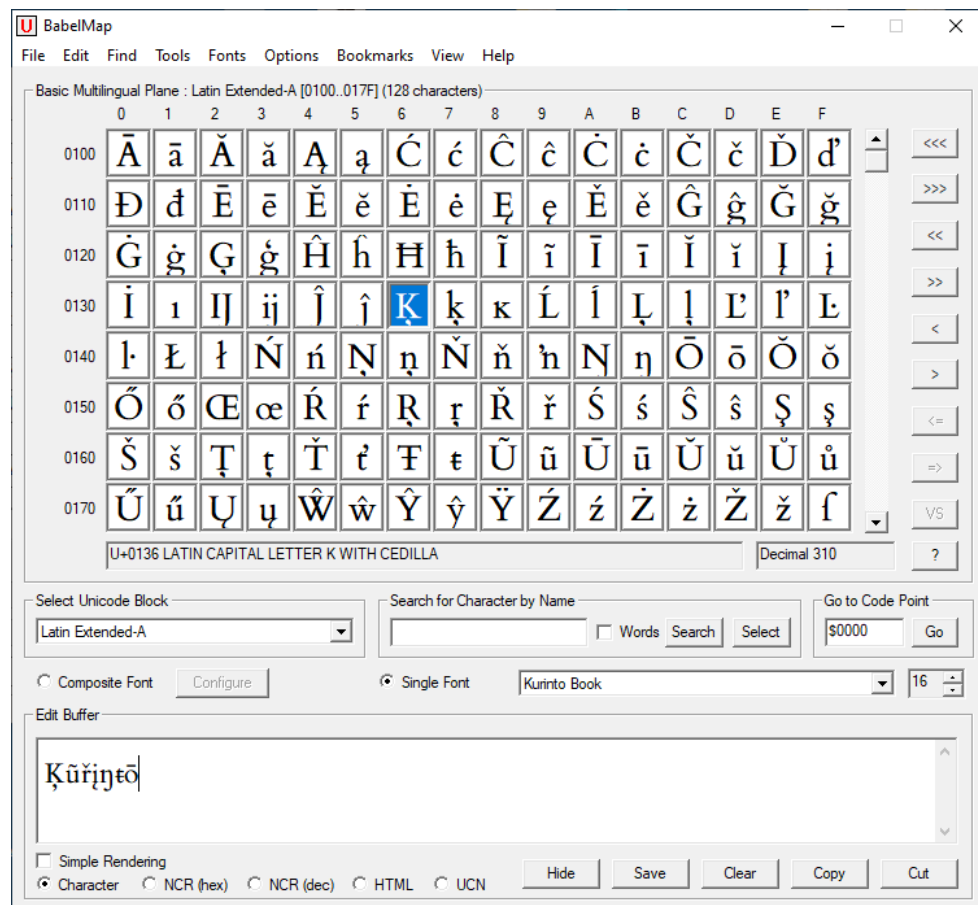 U BabelMap
File Edit Find Tools Fonts Options Bookmarks View Help
Basic Multilingual Plane : Latin Extended-A [0100..017F] (128 characters)
0 1 2 3 4 5 6 7 8 9 A B C D E F
0100 Ā ā Ă ă Ą ą Ć ć Ĉ ĉ Ċ ċ Č č Ď ď <<<
0110 Đ đ Ē ē Ĕ ĕ Ė ė Ę ę Ě ě Ĝ ĝ Ğ ğ >>>
0120 Ġ ġ Ģ ģ Ĥ ĥ Ħ ħ Ĩ ĩ Ī ī Ĭ ĭ Į į <<
0130 İ ı IJ ij Ĵ ĵ Ķ ķ ĸ Ĺ ĺ Ļ ļ Ľ ľ Ŀ >>
<
0140 ŀ Ł ł Ń ń Ņ ņ Ň ň ʼn Ŋ ŋ Ō ō Ŏ ŏ >
0150 Ő ő Œ œ Ŕ ŕ Ŗ ŗ Ř ř Ś ś Ŝ ŝ Ş ş <=
0160 Š š Ţ ţ Ť ť Ŧ ŧ Ũ ũ Ū ū Ŭ ŭ Ů ů =>
0170 Ű ű Ų ų Ŵ ŵ Ŷ ŷ Ÿ Ź ź Ż ż Ž ž ſ VS
U+0136 LATIN CAPITAL LETTER K WITH CEDILLA Decimal 310 ?
Select Unicode Block Search for Character by Name Go to Code Point
Latin Extended-A Words Search Select $0000 Go
Composite Font Configure Single Font Kurinto Book 16
Edit Buffer
Ķũřįŋŧō
Simple Rendering
Character NCR (hex) NCR (dec) HTML UCN Hide Save Clear Copy Cut